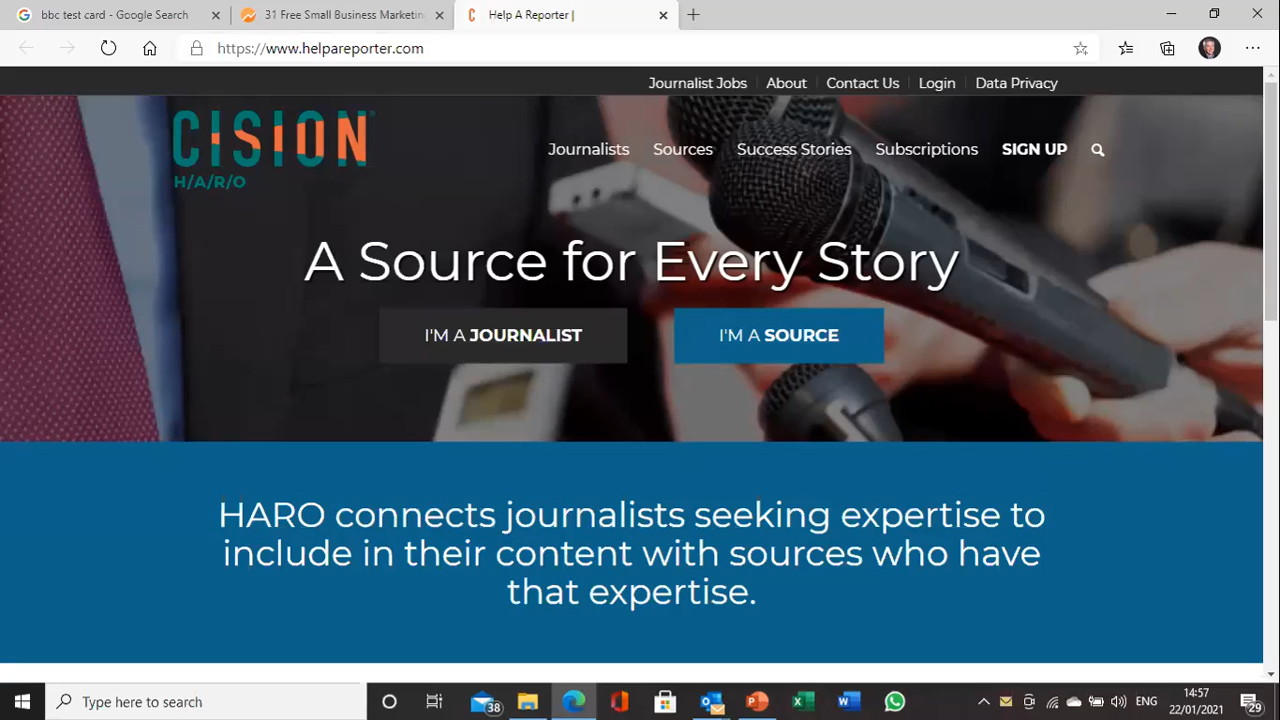 bbc test card - Google Search
31 Free Small Business Marketin
Help A Reporter |
https://www.helpareporter.com
Journalist Jobs
About
Contact Us
Login
Data Privacy
CISION
H/A/R/O
Journalists
Sources
Success Stories
Subscriptions
SIGN UP
A Source for Every Story
I'M A JOURNALIST
I'M A SOURCE
HARO connects journalists seeking expertise to
include in their content with sources who have
that expertise.
Type here to search
38
ENG
14:57
22/01/2021
29